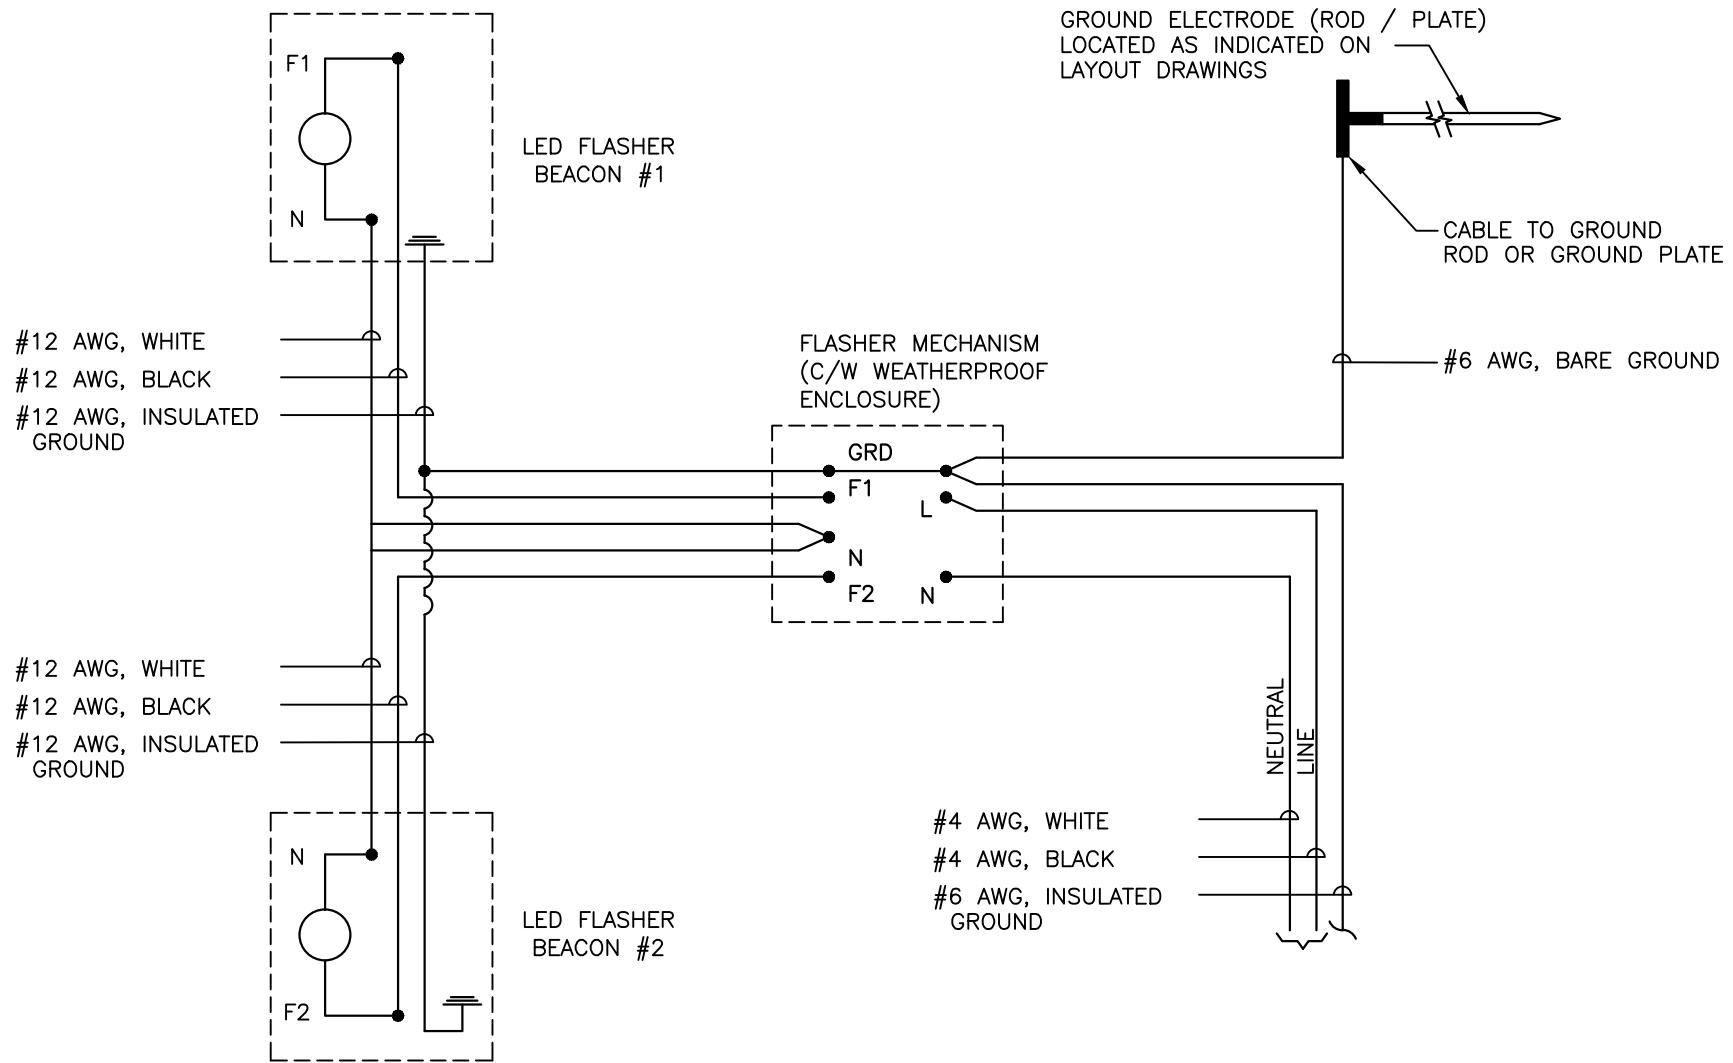 GROUND ELECTRODE (ROD / PLATE)
LOCATED AS INDICATED ON
LAYOUT DRAWINGS
F1
LED FLASHER
BEACON #1
N
CABLE TO GROUND
ROD OR GROUND PLATE
#12 AWG, WHITE
#12 AWG, BLACK
#12 AWG, INSULATED
GROUND
FLASHER MECHANISM
(C/W WEATHERPROOF
ENCLOSURE)
#6 AWG, BARE GROUND
GRD
F1
L
N
F2
N
#12 AWG, WHITE
#12 AWG, BLACK
#12 AWG, INSULATED
GROUND
NEUTRAL
LINE
#4 AWG, WHITE
#4 AWG, BLACK
#6 AWG, INSULATED
GROUND
N
LED FLASHER
BEACON #2
F2